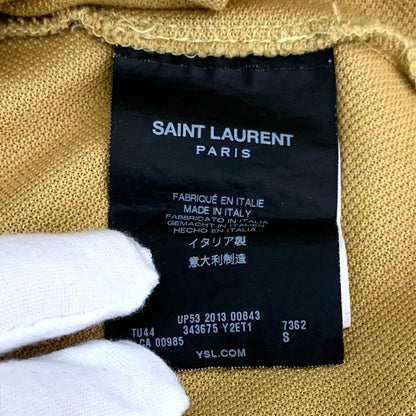 SAINT LAURENT
PARIS
FABRIQUÉ EN ITALIE
MADE IN ITALY
FABBRICATO IN ITALIA
GEMACHT IN ITALIEN
HECHO EN ITALIA
イタリア製
意大利制造
UP53 2013 00843
TU44 343675 Y2ET1 7362
CA 00985 S
YSL.COM